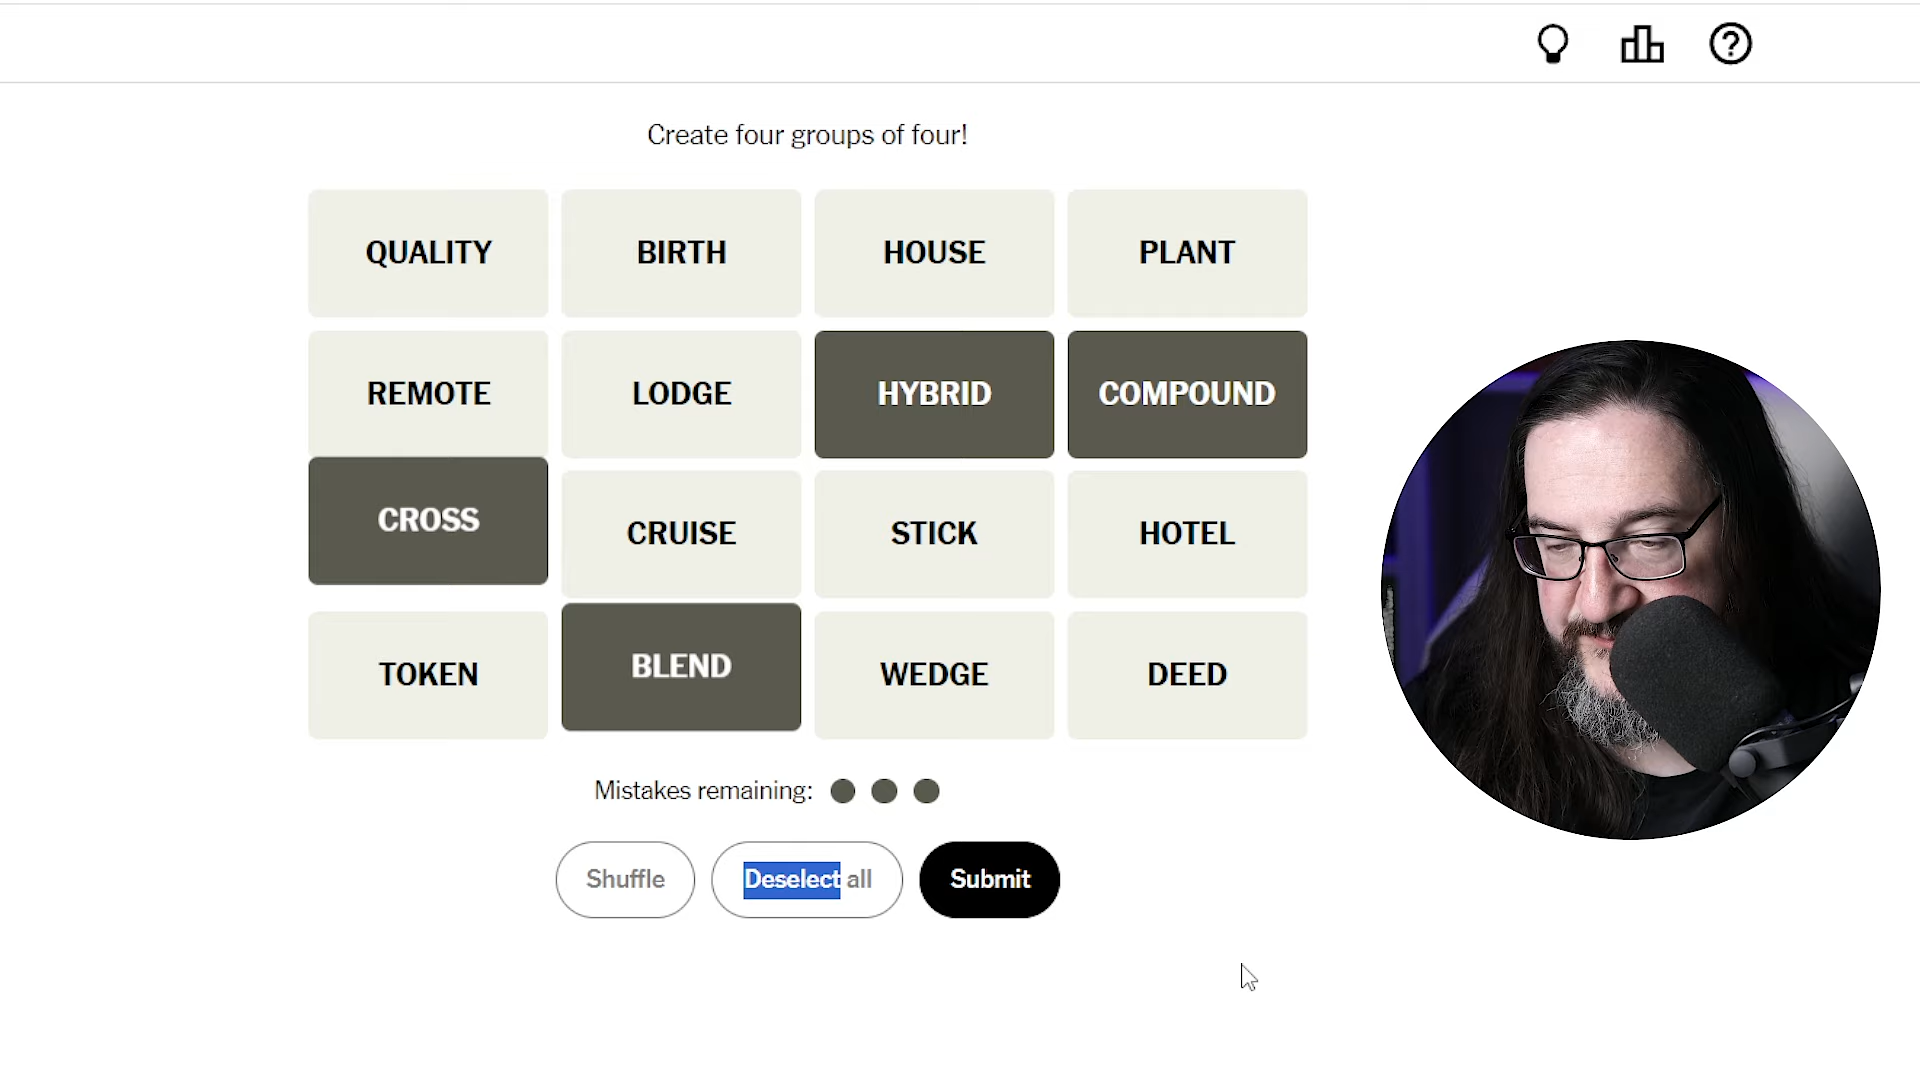 Create four groups of four!
QUALITY BIRTH HOUSE PLANT
REMOTE LODGE HYBRID COMPOUND
CROSS CRUISE STICK HOTEL
TOKEN BLEND WEDGE DEED
Mistakes remaining:
Shuffle Deselect all Submit